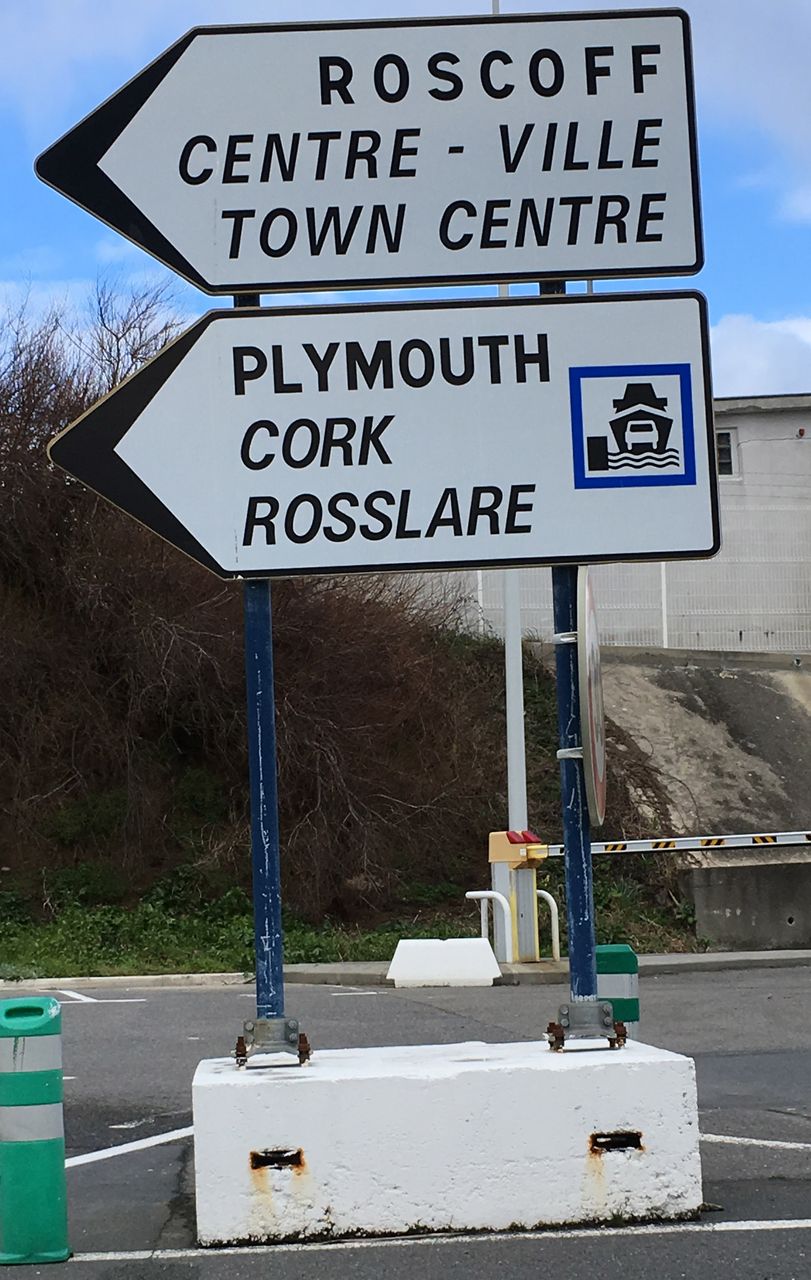 ROSCOFF
CENTRE - VILLE
TOWN CENTRE
PLYMOUTH
CORK
ROSSLARE